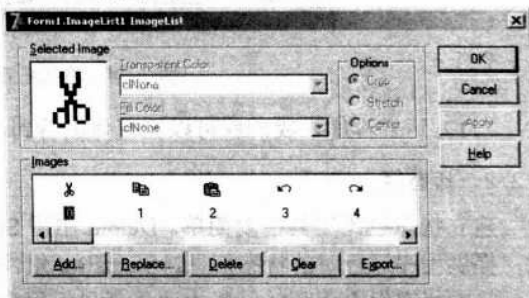 Form1.ImageList1 ImageList
Selected Image
Transparent Color:
clNone
Fill Color:
clNone
Options
Crop
Stretch
Center
OK
Cancel
Apply
Help
Images
0 1 2 3 4
Add... Replace... Delete Clear Export...